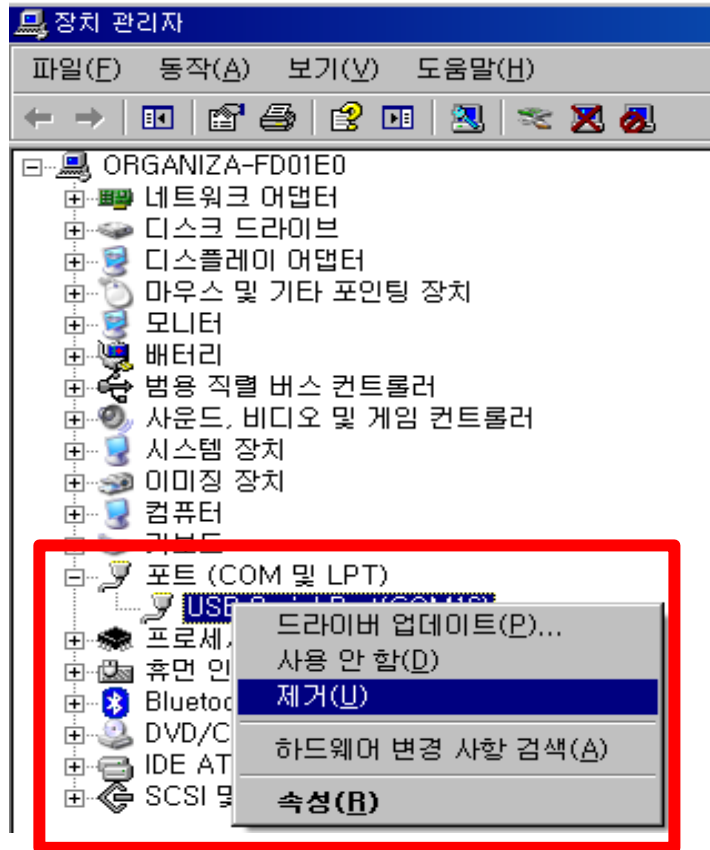 장치 관리자
파일(F) 동작(A) 보기(V) 도움말(H)
ORGANIZA-FD01E0
네트워크 어댑터
디스크 드라이브
디스플레이 어댑터
마우스 및 기타 포인팅 장치
모니터
배터리
범용 직렬 버스 컨트롤러
사운드, 비디오 및 게임 컨트롤러
시스템 장치
이미징 장치
컴퓨터
포트 (COM 및 LPT)
드라이버 업데이트(P)...
사용 안 함(D)
휴먼
제거(U)
하드웨어 변경 사항 검색(A)
SCSI 및
속성(R)